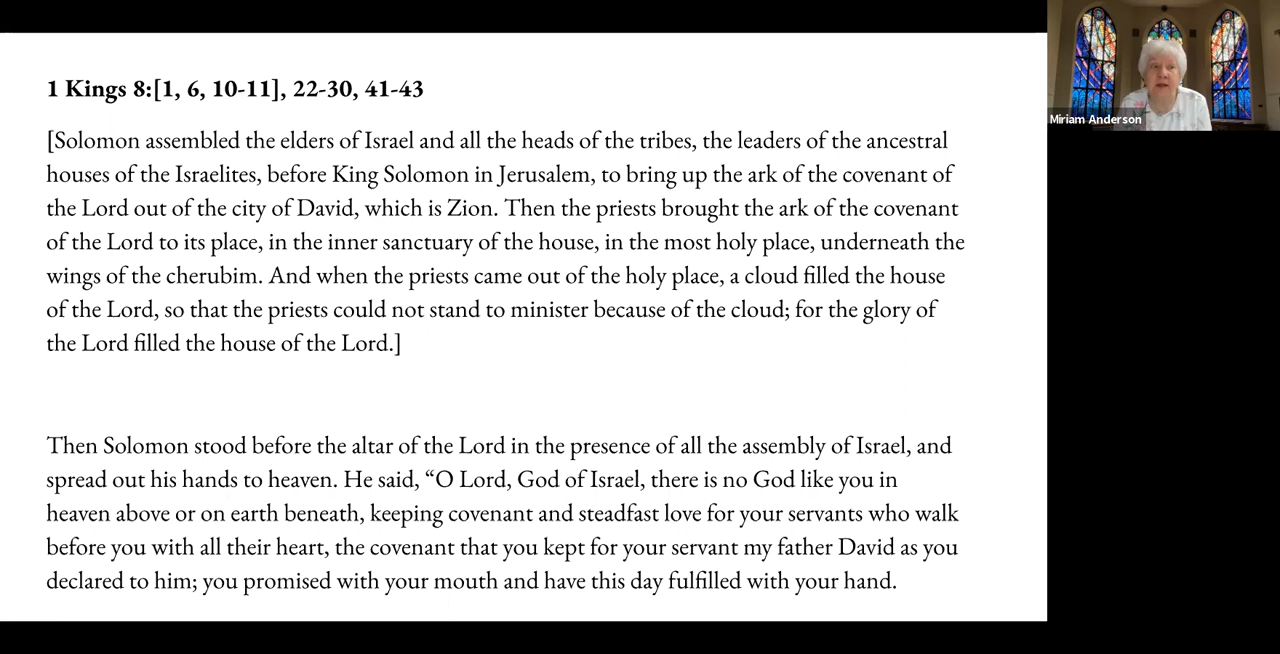 1 Kings 8:[1, 6, 10-11], 22-30, 41-43
[Solomon assembled the elders of Israel and all the heads of the tribes, the leaders of the ancestral
houses of the Israelites, before King Solomon in Jerusalem, to bring up the ark of the covenant of
the Lord out of the city of David, which is Zion. Then the priests brought the ark of the covenant
of the Lord to its place, in the inner sanctuary of the house, in the most holy place, underneath the
wings of the cherubim. And when the priests came out of the holy place, a cloud filled the house
of the Lord, so that the priests could not stand to minister because of the cloud; for the glory of
the Lord filled the house of the Lord.]
Then Solomon stood before the altar of the Lord in the presence of all the assembly of Israel, and
spread out his hands to heaven. He said, “O Lord, God of Israel, there is no God like you in
heaven above or on earth beneath, keeping covenant and steadfast love for your servants who walk
before you with all their heart, the covenant that you kept for your servant my father David as you
declared to him; you promised with your mouth and have this day fulfilled with your hand.
Miriam Anderson